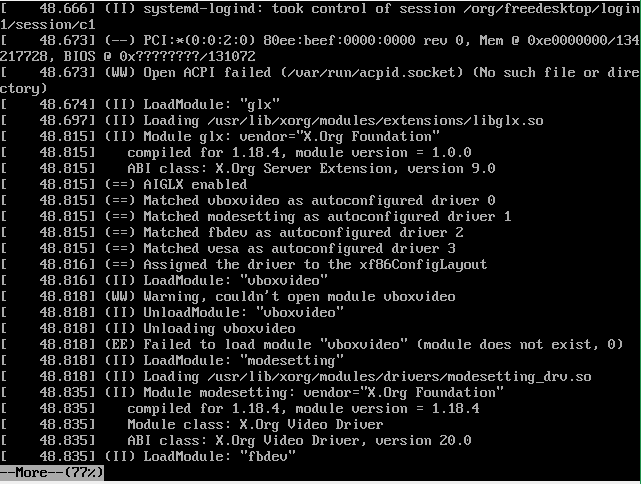 [    48.666] (II) systemd-logind: took control of session /org/freedesktop/login
1/session/c1
[    48.673] (--) PCI:*(0:0:2:0) 80ee:beef:0000:0000 rev 0, Mem @ 0xe0000000/134
217728, BIOS @ 0x????????/131072
[    48.673] (WW) Open ACPI failed (/var/run/acpid.socket) (No such file or dire
ctory)
[    48.674] (II) LoadModule: "glx"
[    48.697] (II) Loading /usr/lib/xorg/modules/extensions/libglx.so
[    48.815] (II) Module glx: vendor="X.Org Foundation"
[    48.815]    compiled for 1.18.4, module version = 1.0.0
[    48.815]    ABI class: X.Org Server Extension, version 9.0
[    48.815] (==) AIGLX enabled
[    48.815] (==) Matched vboxvideo as autoconfigured driver 0
[    48.815] (==) Matched modesetting as autoconfigured driver 1
[    48.815] (==) Matched fbdev as autoconfigured driver 2
[    48.815] (==) Matched vesa as autoconfigured driver 3
[    48.816] (==) Assigned the driver to the xf86ConfigLayout
[    48.816] (II) LoadModule: "vboxvideo"
[    48.818] (WW) Warning, couldn't open module vboxvideo
[    48.818] (II) UnloadModule: "vboxvideo"
[    48.818] (II) Unloading vboxvideo
[    48.818] (EE) Failed to load module "vboxvideo" (module does not exist, 0)
[    48.818] (II) LoadModule: "modesetting"
[    48.818] (II) Loading /usr/lib/xorg/modules/drivers/modesetting_drv.so
[    48.835] (II) Module modesetting: vendor="X.Org Foundation"
[    48.835]    compiled for 1.18.4, module version = 1.18.4
[    48.835]    Module class: X.Org Video Driver
[    48.835]    ABI class: X.Org Video Driver, version 20.0
[    48.835] (II) LoadModule: "fbdev"
--More--(77%)